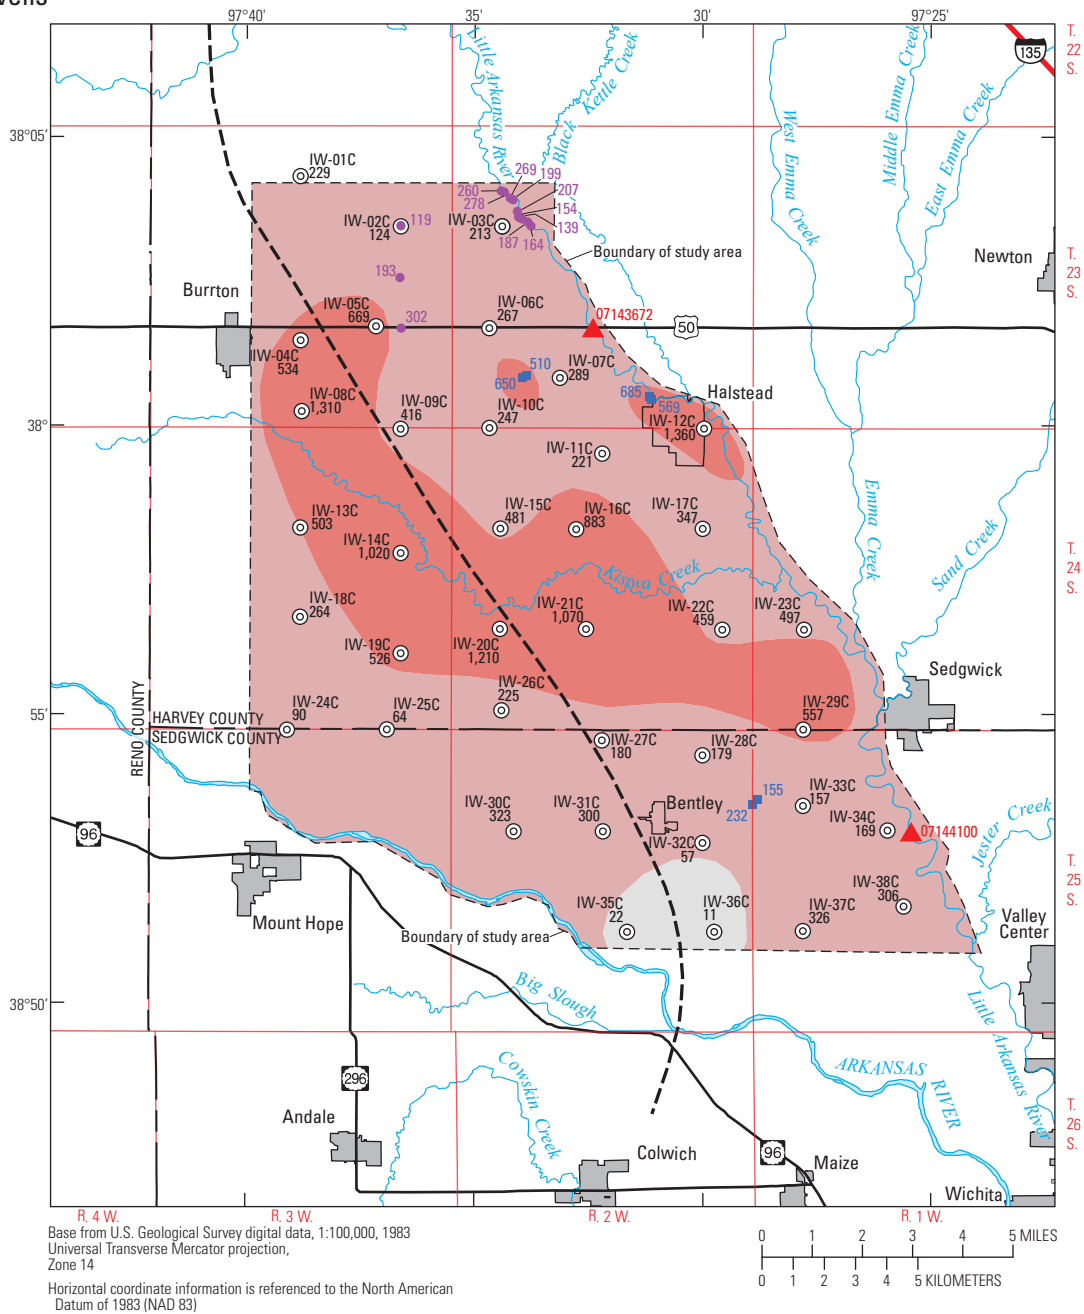 97°40'
35'
30'
97°25'
T.
22
S.
135
Little Arkansas River
Black Kettle Creek
West Emma Creek
Middle Emma Creek
East Emma Creek
38°05'
IW-01C
229
269
199
260
278
207
154
139
187
164
IW-02C
124
119
IW-03C
213
Boundary of study area
Newton
T.
23
S.
193
Burrton
IW-05C
669
302
IW-06C
267
07143672
50
IW-04C
534
510
650
IW-07C
289
685
569
Halstead
IW-08C
1,310
IW-09C
416
IW-10C
247
IW-12C
1,360
38°
IW-11C
221
Emma Creek
IW-13C
503
IW-15C
481
IW-16C
883
IW-17C
347
IW-14C
1,020
Sand Creek
T.
24
S.
Kisiwa Creek
IW-18C
264
IW-21C
1,070
IW-22C
459
IW-23C
497
IW-19C
526
IW-20C
1,210
Sedgwick
IW-26C
225
IW-24C
90
IW-25C
64
IW-29C
557
55'
RENO COUNTY
HARVEY COUNTY
SEDGWICK COUNTY
IW-27C
180
IW-28C
179
155
232
IW-33C
157
IW-30C
323
IW-31C
300
Bentley
IW-34C
169
07144100
Jester Creek
96
IW-32C
57
T.
25
S.
IW-38C
306
IW-35C
22
IW-36C
11
IW-37C
326
Mount Hope
Boundary of study area
Valley
Center
38°50'
Big Slough
Little Arkansas River
ARKANSAS RIVER
Cowskin Creek
296
T.
26
S.
Andale
Colwich
96
Maize
Wichita
R. 4 W.
R. 3 W.
R. 2 W.
R. 1 W.
Base from U.S. Geological Survey digital data, 1:100,000, 1983
Universal Transverse Mercator projection,
Zone 14
Horizontal coordinate information is referenced to the North American
Datum of 1983 (NAD 83)
0 1 2 3 4 5 MILES
0 1 2 3 4 5 KILOMETERS